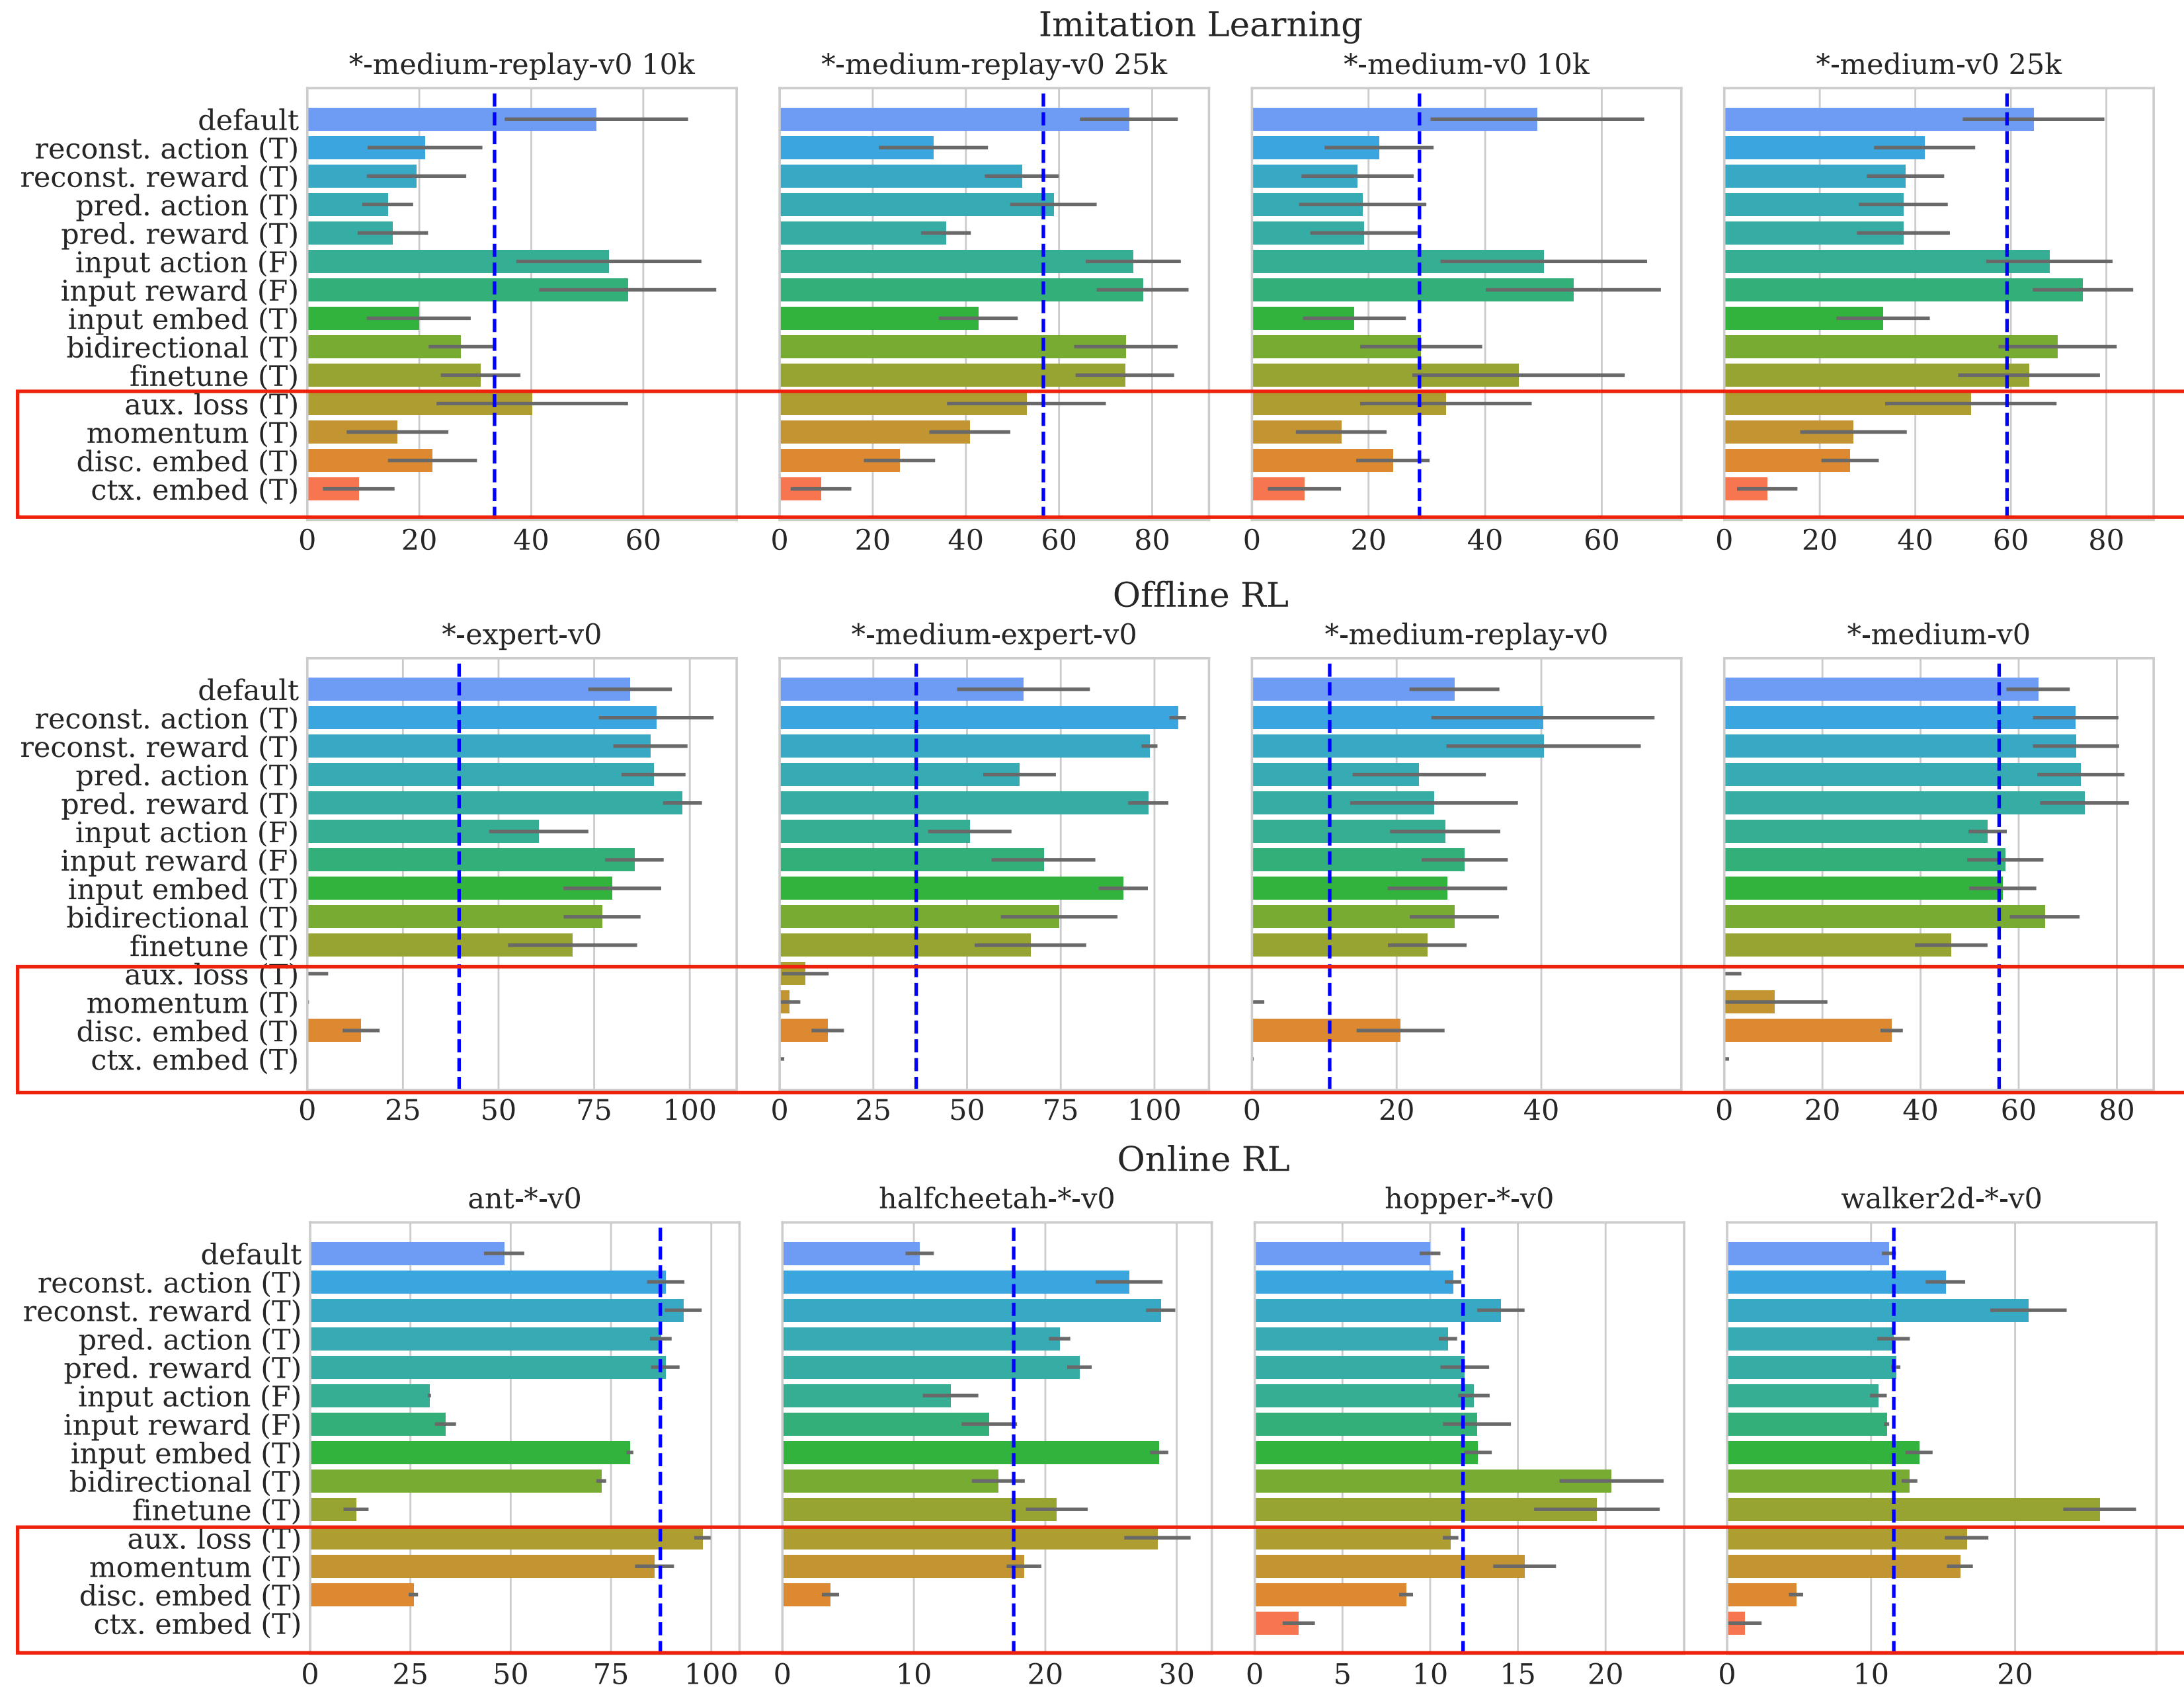 Imitation Learning
*-medium-replay-v0 10k
*-medium-replay-v0 25k
*-medium-v0 10k
*-medium-v0 25k
default
reconst. action (T)
reconst. reward (T)
pred. action (T)
pred. reward (T)
input action (F)
input reward (F)
input embed (T)
bidirectional (T)
finetune (T)
aux. loss (T)
momentum (T)
disc. embed (T)
ctx. embed (T)
0 20 40 60
0 20 40 60 80
0 20 40 60
0 20 40 60 80
Offline RL
*-expert-v0
*-medium-expert-v0
*-medium-replay-v0
*-medium-v0
default
reconst. action (T)
reconst. reward (T)
pred. action (T)
pred. reward (T)
input action (F)
input reward (F)
input embed (T)
bidirectional (T)
finetune (T)
aux. loss (T)
momentum (T)
disc. embed (T)
ctx. embed (T)
0 25 50 75 100
0 25 50 75 100
0 20 40
0 20 40 60 80
Online RL
ant-*-v0
halfcheetah-*-v0
hopper-*-v0
walker2d-*-v0
default
reconst. action (T)
reconst. reward (T)
pred. action (T)
pred. reward (T)
input action (F)
input reward (F)
input embed (T)
bidirectional (T)
finetune (T)
aux. loss (T)
momentum (T)
disc. embed (T)
ctx. embed (T)
0 25 50 75 100
0 10 20 30
0 5 10 15 20
0 10 20